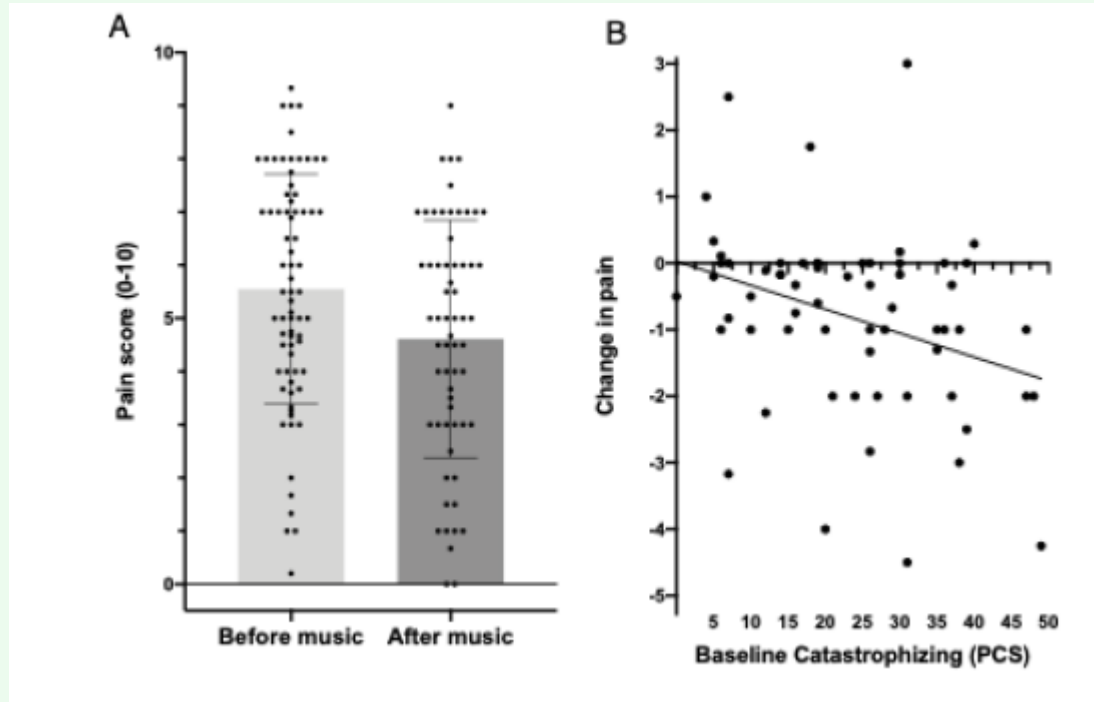 A
Pain score (0-10)
10
5
0
Before music
After music
B
Change in pain
3
2
1
0
-1
-2
-3
-4
-5
5 10 15 20 25 30 35 40 45 50
Baseline Catastrophizing (PCS)